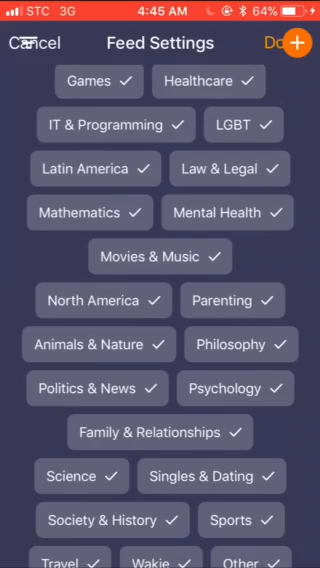 STC 3G 4:45 AM 64%
Cancel Feed Settings Do
Games Healthcare
IT & Programming LGBT
Latin America Law & Legal
Mathematics Mental Health
Movies & Music
North America Parenting
Animals & Nature Philosophy
Politics & News Psychology
Family & Relationships
Science Singles & Dating
Society & History Sports
Travel Wakie Other